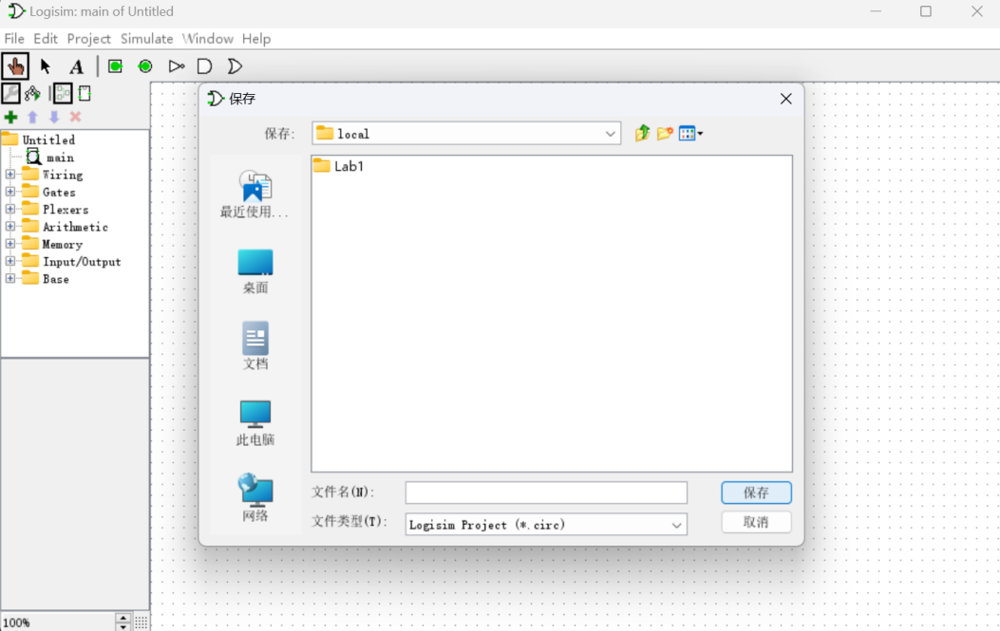 Logisim: main of Untitled
File Edit Project Simulate Window Help
A
保存
保存:
local
Untitled
main
Wiring
Gates
Plexers
Arithmetic
Memory
Input/Output
Base
Lab1
最近使用...
桌面
文档
此电脑
网络
文件名(N):
保存
文件类型(T):
Logisim Project (*.circ)
取消
100%